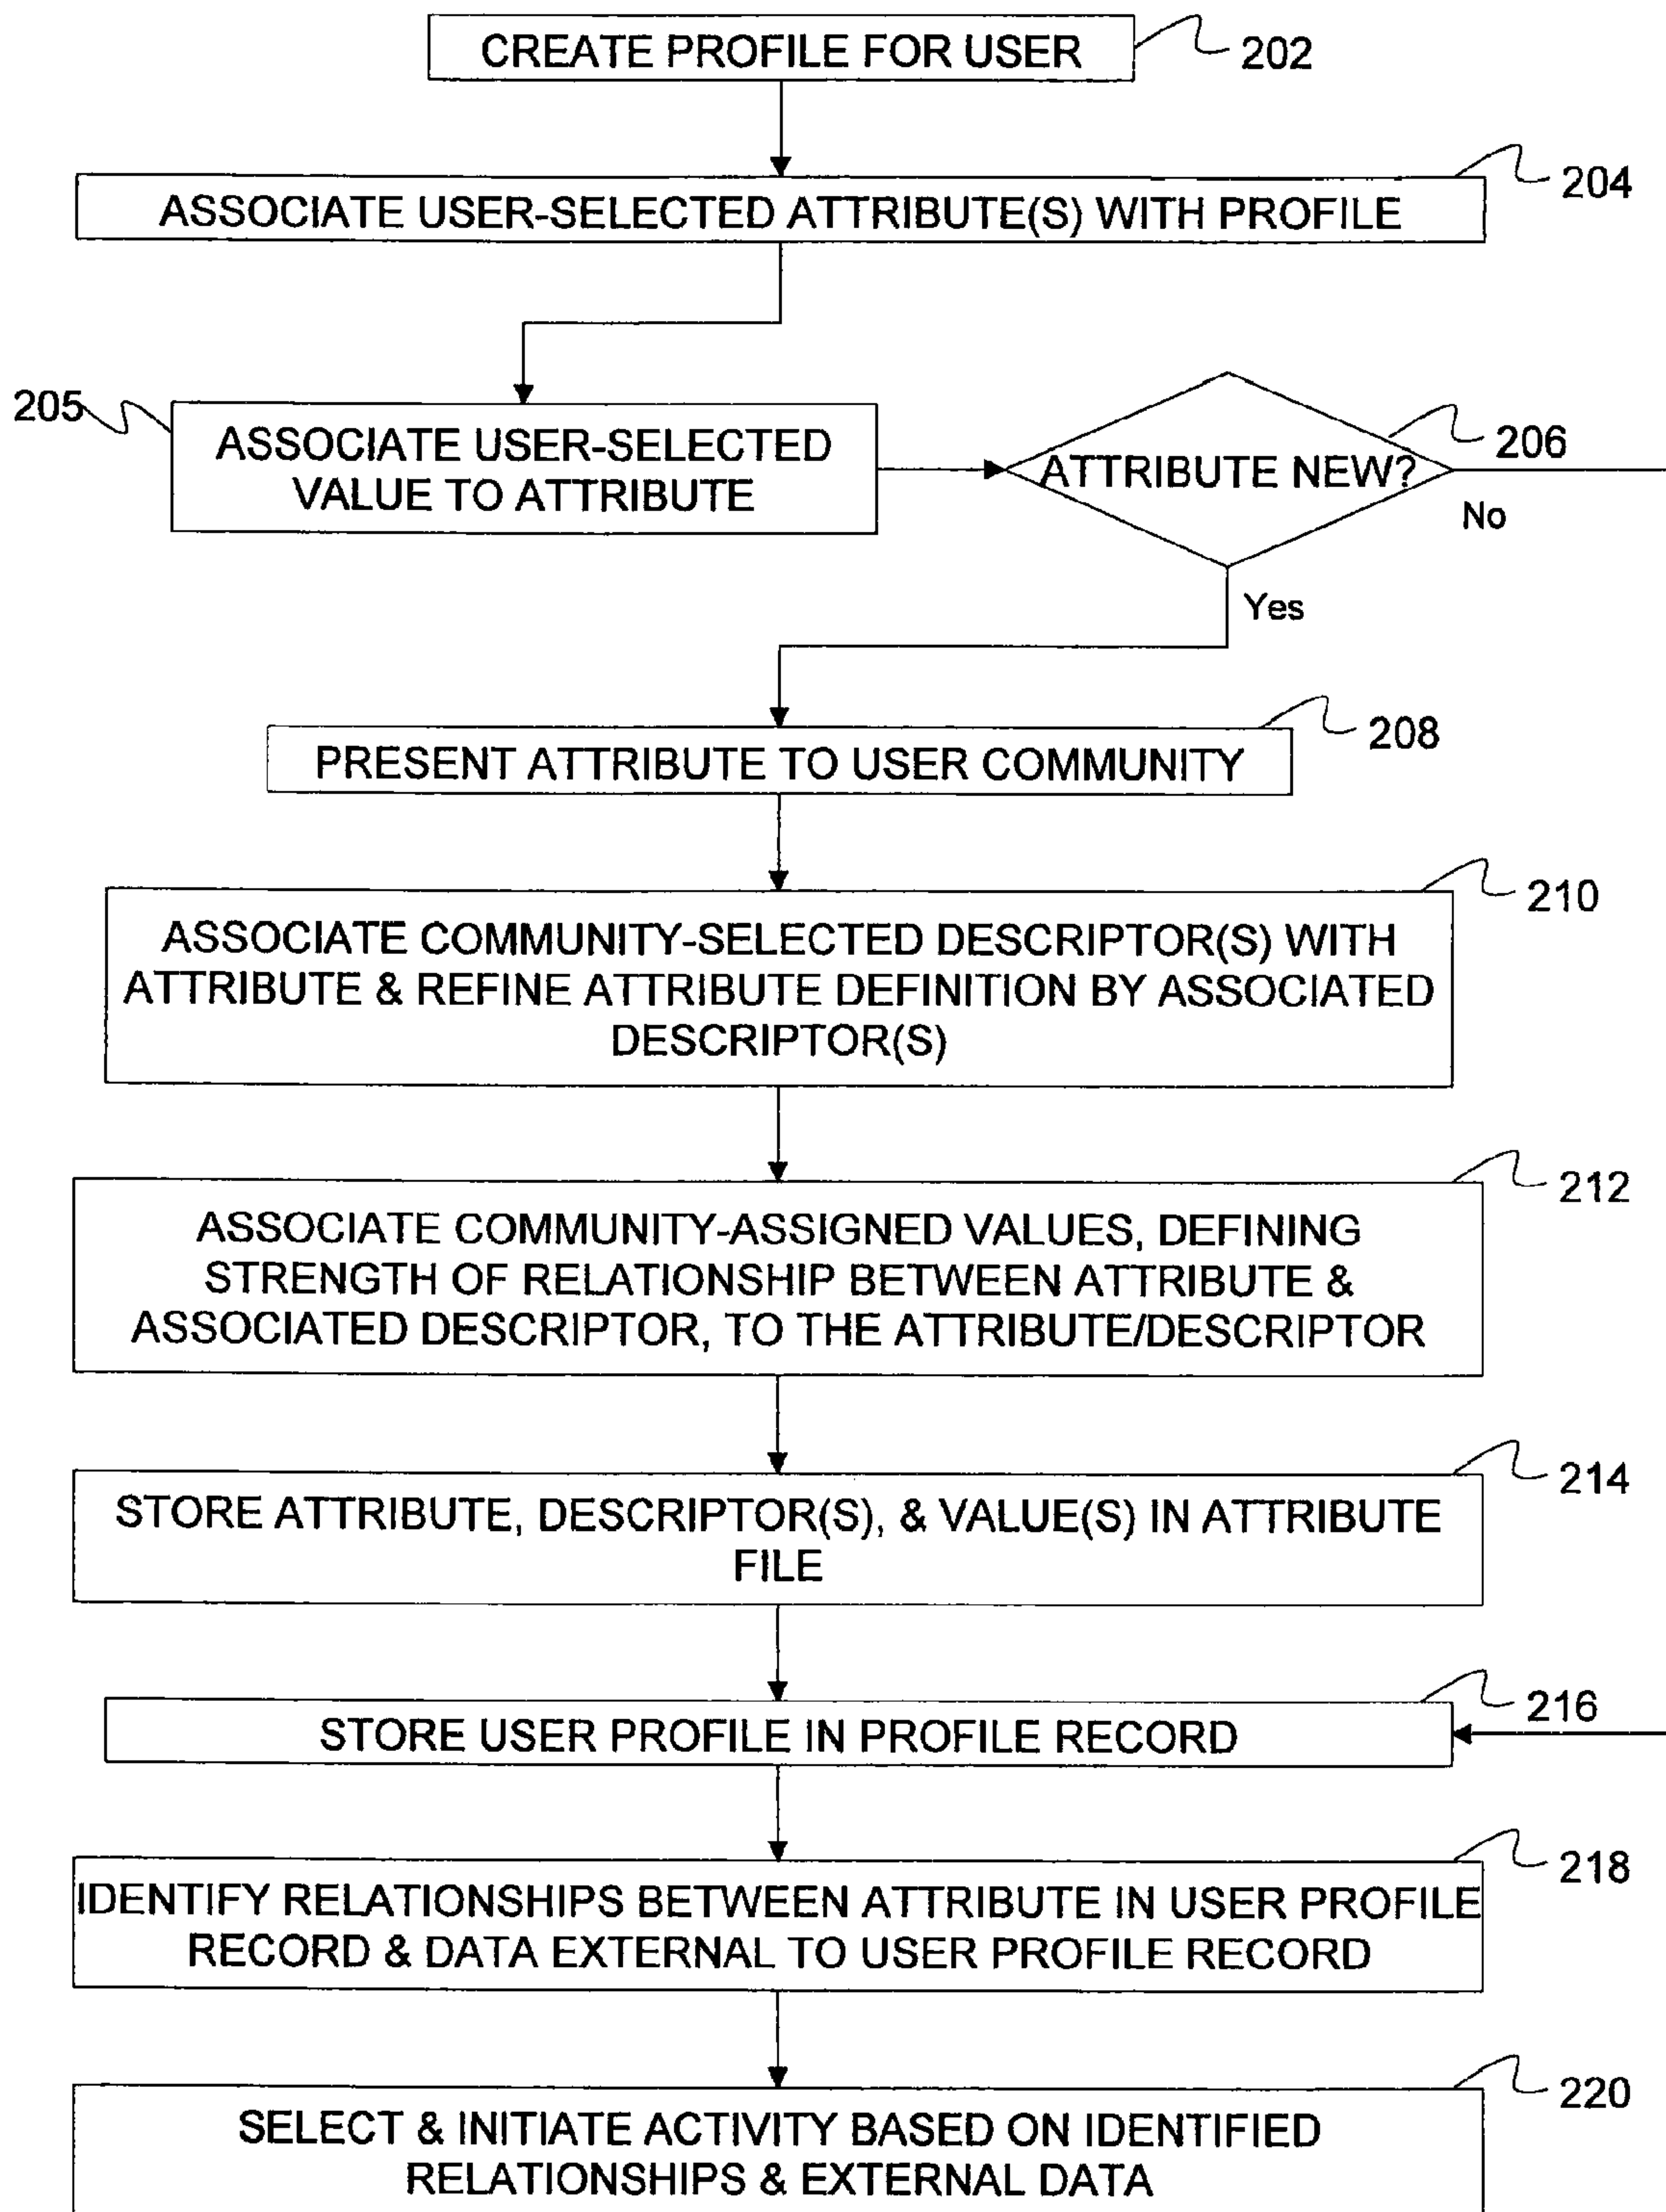 CREATE PROFILE FOR USER
202
ASSOCIATE USER-SELECTED ATTRIBUTE(S) WITH PROFILE
204
205
ASSOCIATE USER-SELECTED
VALUE TO ATTRIBUTE
ATTRIBUTE NEW?
206
No
Yes
PRESENT ATTRIBUTE TO USER COMMUNITY
208
ASSOCIATE COMMUNITY-SELECTED DESCRIPTOR(S) WITH
ATTRIBUTE & REFINE ATTRIBUTE DEFINITION BY ASSOCIATED
DESCRIPTOR(S)
210
ASSOCIATE COMMUNITY-ASSIGNED VALUES, DEFINING
STRENGTH OF RELATIONSHIP BETWEEN ATTRIBUTE &
ASSOCIATED DESCRIPTOR, TO THE ATTRIBUTE/DESCRIPTOR
212
STORE ATTRIBUTE, DESCRIPTOR(S), & VALUE(S) IN ATTRIBUTE
FILE
214
STORE USER PROFILE IN PROFILE RECORD
216
IDENTIFY RELATIONSHIPS BETWEEN ATTRIBUTE IN USER PROFILE
RECORD & DATA EXTERNAL TO USER PROFILE RECORD
218
SELECT & INITIATE ACTIVITY BASED ON IDENTIFIED
RELATIONSHIPS & EXTERNAL DATA
220